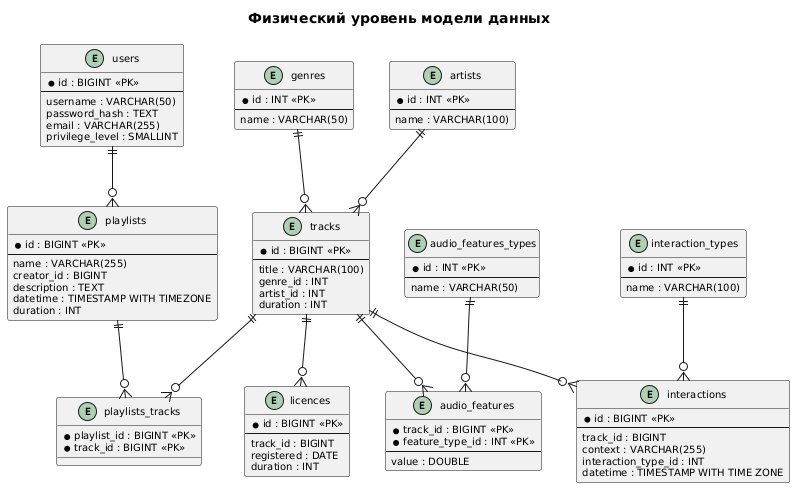 Физический уровень модели данных
E users
id : BIGINT «PK»
username : VARCHAR(50)
password_hash : TEXT
email : VARCHAR(255)
privilege_level : SMALLINT
E genres
id : INT «PK»
name : VARCHAR(50)
E artists
id : INT «PK»
name : VARCHAR(100)
E playlists
id : BIGINT «PK»
name : VARCHAR(255)
creator_id : BIGINT
description : TEXT
datetime : TIMESTAMP WITH TIMEZONE
duration : INT
E tracks
id : BIGINT «PK»
title : VARCHAR(100)
genre_id : INT
artist_id : INT
duration : INT
E audio_features_types
id : INT «PK»
name : VARCHAR(50)
E interaction_types
id : INT «PK»
name : VARCHAR(100)
E playlists_tracks
playlist_id : BIGINT «PK»
track_id : BIGINT «PK»
E licences
id : BIGINT «PK»
track_id : BIGINT
registered : DATE
duration : INT
E audio_features
track_id : BIGINT «PK»
feature_type_id : INT «PK»
value : DOUBLE
E interactions
id : BIGINT «PK»
track_id : BIGINT
context : VARCHAR(255)
interaction_type_id : INT
datetime : TIMESTAMP WITH TIME ZONE